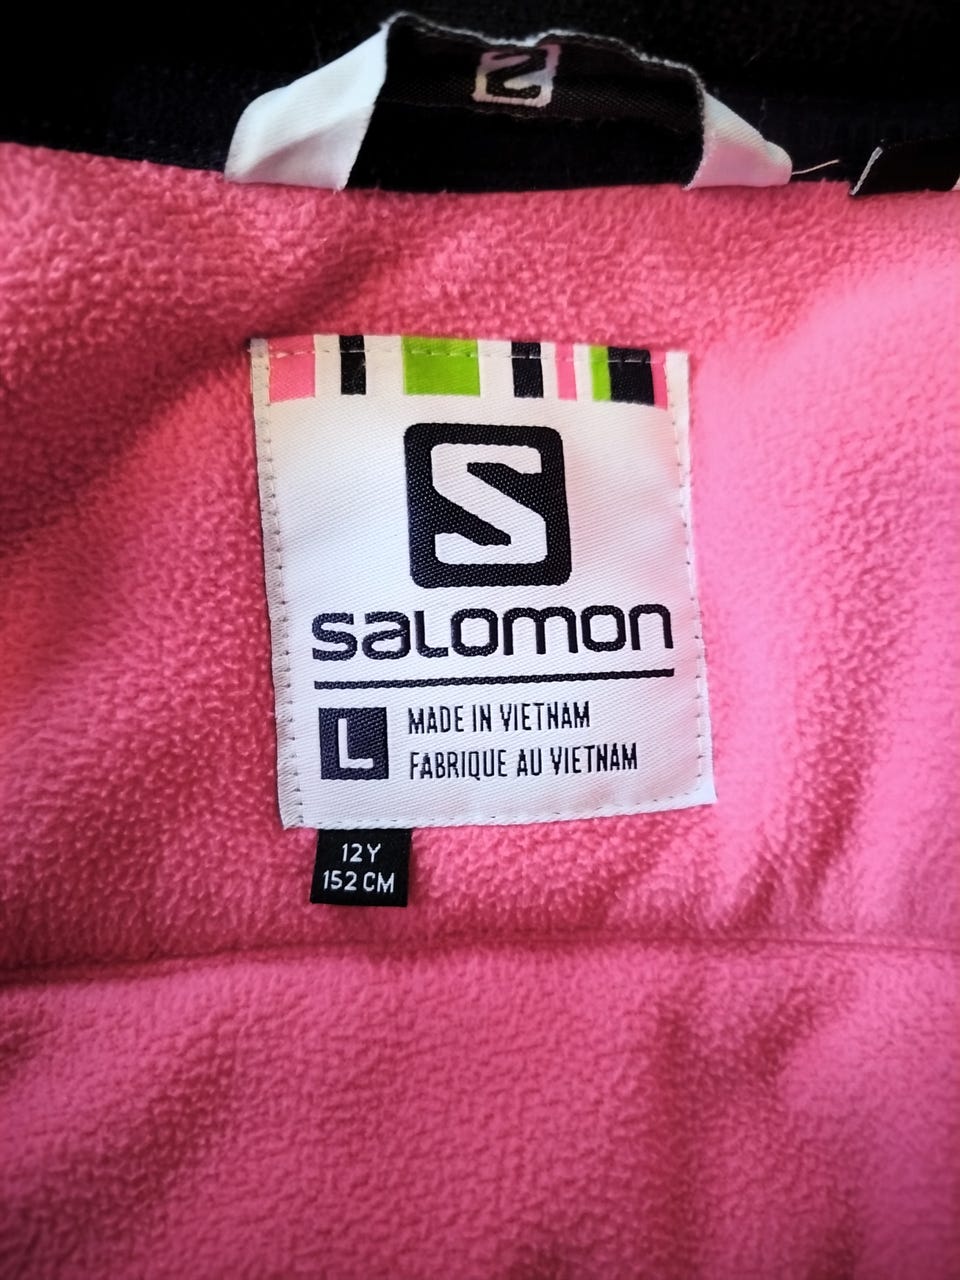 S
S
salomon
L
MADE IN VIETNAM
FABRIQUE AU VIETNAM
12Y
152 CM